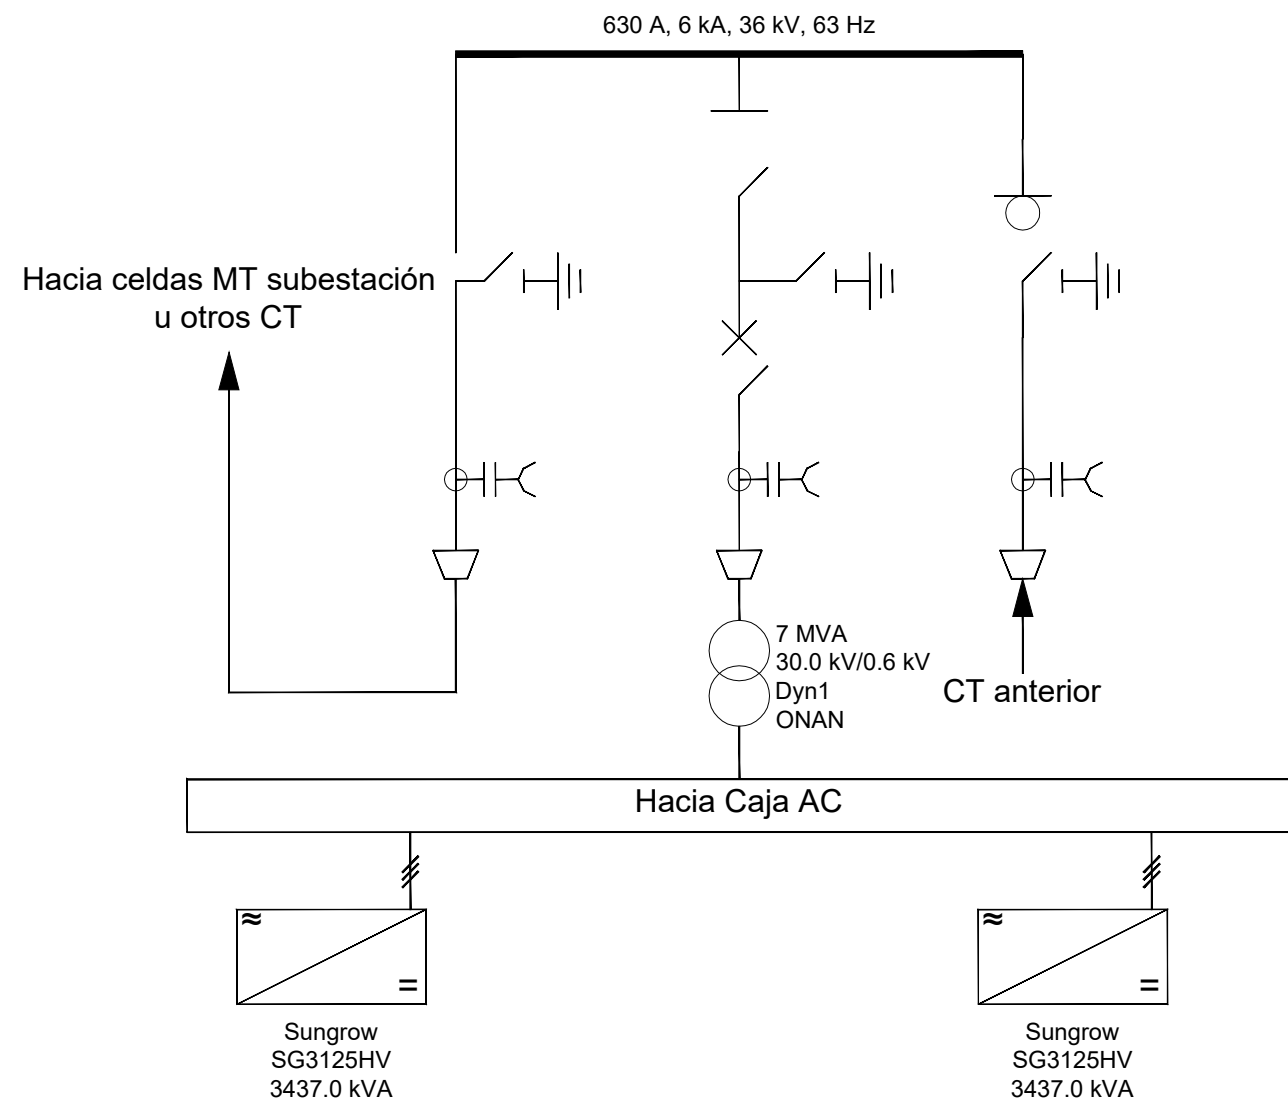 630 A, 6 kA, 36 kV, 63 Hz
Hacia celdas MT subestación
u otros CT
7 MVA
30.0 kV/0.6 kV
Dyn1
ONAN
CT anterior
Hacia Caja AC
≈
=
≈
=
Sungrow
SG3125HV
3437.0 kVA
Sungrow
SG3125HV
3437.0 kVA